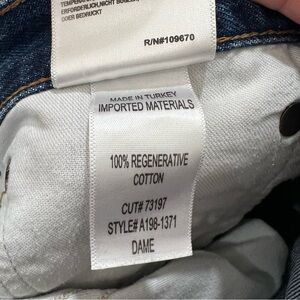 ERFORDERLICH,NICHT
ODER BEDRUCKT
R/N#109670
MADE IN TURKEY
IMPORTED MATERIALS
100% REGENERATIVE
COTTON
CUT# 73197
STYLE# A198-1371
DAME